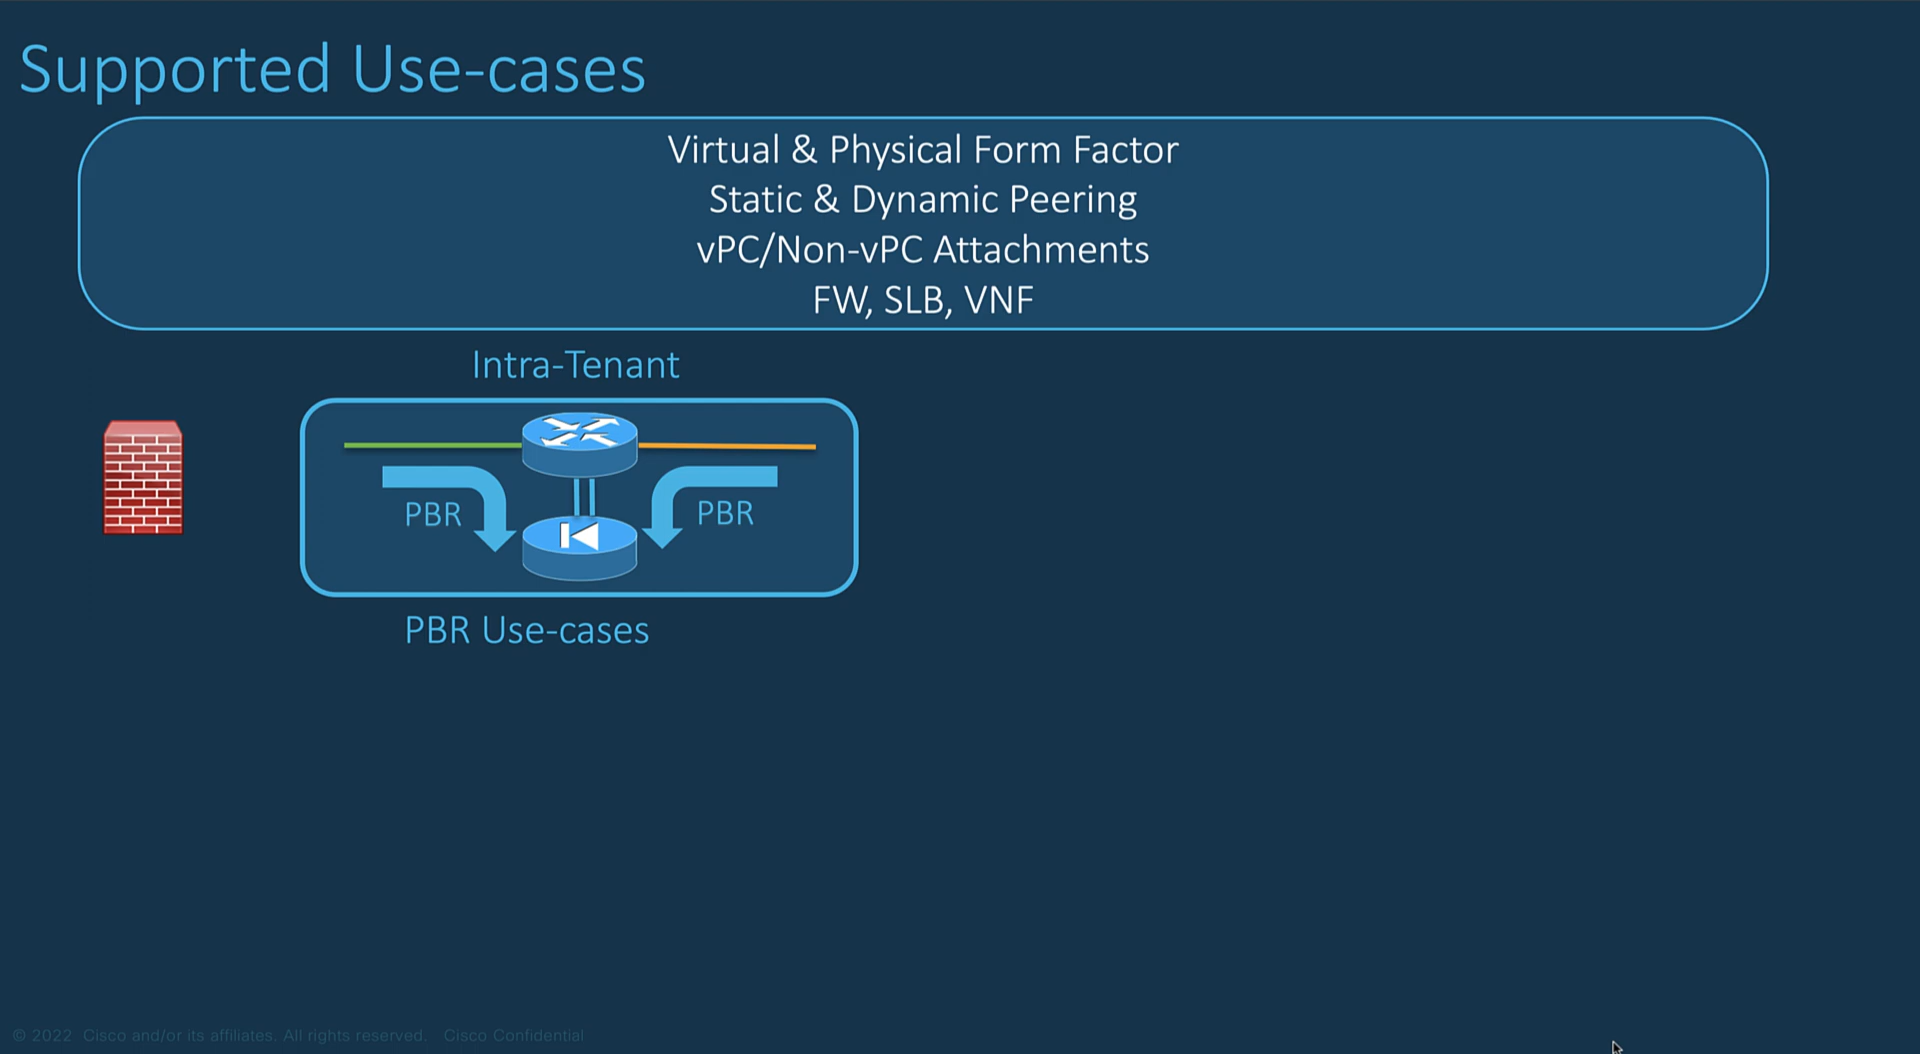 Supported Use-cases
Virtual & Physical Form Factor
Static & Dynamic Peering
vPC/Non-vPC Attachments
FW, SLB, VNF
Intra-Tenant
PBR
PBR
PBR Use-cases
© 2022 Cisco and/or its affiliates. All rights reserved. Cisco Confidential